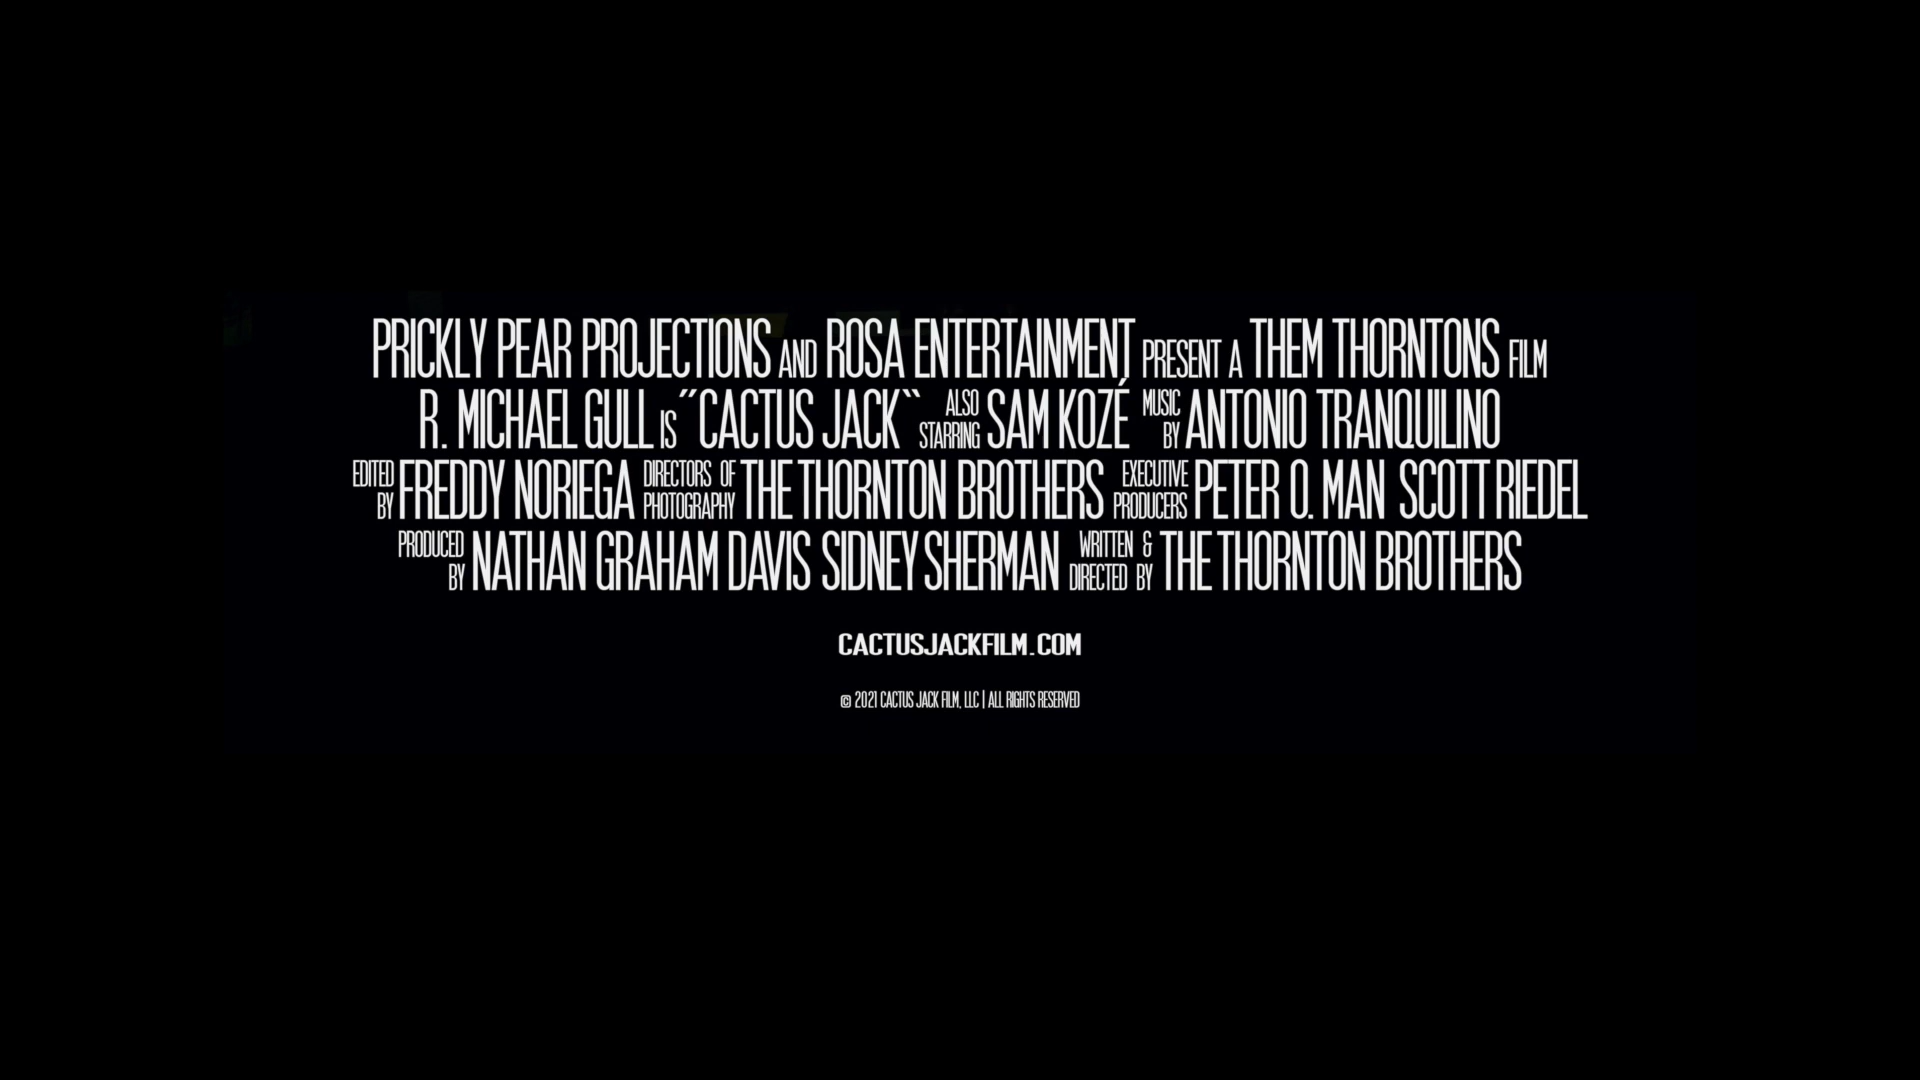 PRICKLY PEAR PROJECTIONS AND ROSA ENTERTAINMENT PRESENT A THEM THORNTONS FILM
R. MICHAEL GULL IS "CACTUS JACK" ALSO STARRING SAM KOZÉ MUSIC BY ANTONIO TRANQUILINO
EDITED BY FREDDY NORIEGA DIRECTORS OF PHOTOGRAPHY THE THORNTON BROTHERS EXECUTIVE PRODUCERS PETER O. MAN SCOTT RIEDEL
PRODUCED BY NATHAN GRAHAM DAVIS SIDNEY SHERMAN WRITTEN & DIRECTED BY THE THORNTON BROTHERS
CACTUSJACKFILM.COM
© 2021 CACTUS JACK FILM, LLC | ALL RIGHTS RESERVED